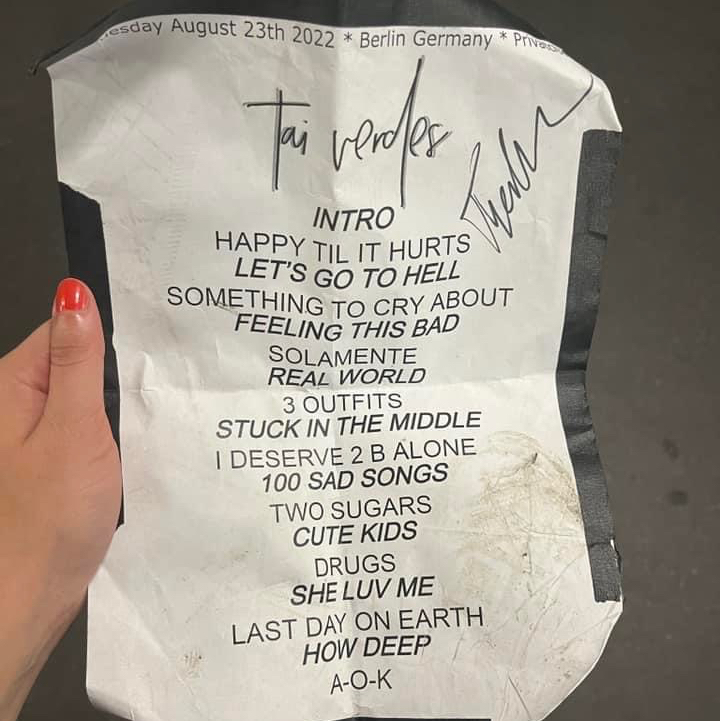 August 23th 2022 * Berlin Germany *
Tai verdes
INTRO
HAPPY TIL IT HURTS
LET'S GO TO HELL
SOMETHING TO CRY ABOUT
FEELING THIS BAD
SOLAMENTE
REAL WORLD
3 OUTFITS
STUCK IN THE MIDDLE
I DESERVE 2 B ALONE
100 SAD SONGS
TWO SUGARS
CUTE KIDS
DRUGS
SHE LUV ME
LAST DAY ON EARTH
HOW DEEP
A-O-K